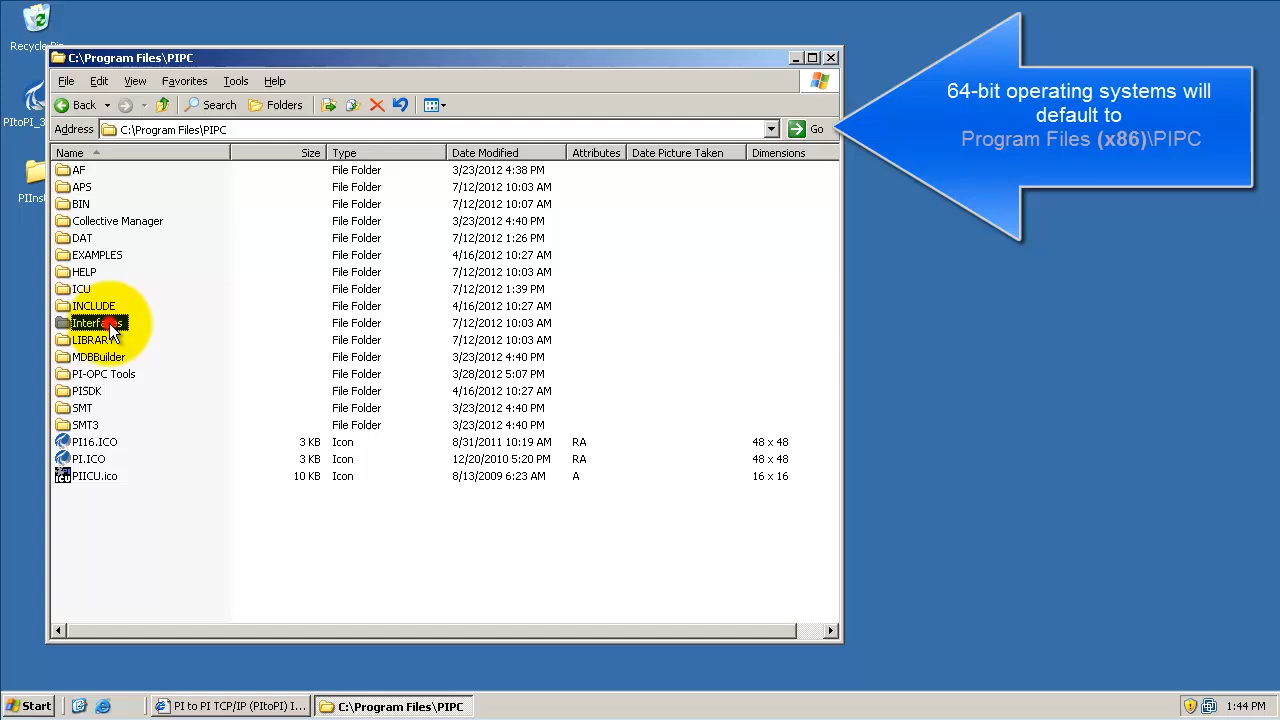 Recycle Bin
PItoPI_3
PIInst
C:\Program Files\PIPC
File Edit View Favorites Tools Help
Back Search Folders
Address C:\Program Files\PIPC Go
Name Size Type Date Modified Attributes Date Picture Taken Dimensions
AF File Folder 3/23/2012 4:38 PM
APS File Folder 7/12/2012 10:03 AM
BIN File Folder 7/12/2012 10:07 AM
Collective Manager File Folder 3/23/2012 4:40 PM
DAT File Folder 7/12/2012 1:26 PM
EXAMPLES File Folder 4/16/2012 10:27 AM
HELP File Folder 7/12/2012 10:03 AM
ICU File Folder 7/12/2012 1:39 PM
INCLUDE File Folder 4/16/2012 10:27 AM
Interfaces File Folder 7/12/2012 10:03 AM
LIBRARY File Folder 7/12/2012 10:03 AM
MDBBuilder File Folder 3/23/2012 4:40 PM
PI-OPC Tools File Folder 3/28/2012 5:07 PM
PISDK File Folder 4/16/2012 10:27 AM
SMT File Folder 3/23/2012 4:40 PM
SMT3 File Folder 3/23/2012 4:40 PM
PI16.ICO 3 KB Icon 8/31/2011 10:19 AM RA 48 x 48
PI.ICO 3 KB Icon 12/20/2010 5:20 PM RA 48 x 48
PIICU.ico 10 KB Icon 8/13/2009 6:23 AM A 16 x 16
64-bit operating systems will
default to
Program Files (x86)\PIPC
Start PI to PI TCP/IP (PItoPI) I... C:\Program Files\PIPC 1:44 PM